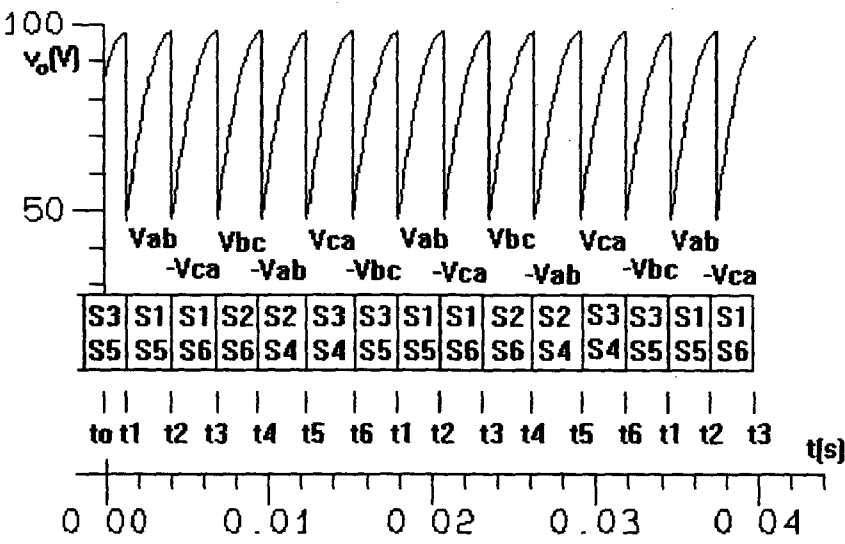 100
vo(V)
50
Vab Vbc Vca Vab Vbc Vca Vab
-Vca -Vab -Vbc -Vca -Vab -Vbc -Vca
S3 S1 S1 S2 S2 S3 S3 S1 S1 S2 S2 S3 S3 S1 S1
S5 S5 S6 S6 S4 S4 S5 S5 S6 S6 S4 S4 S5 S5 S6
to t1 t2 t3 t4 t5 t6 t1 t2 t3 t4 t5 t6 t1 t2 t3
t(s)
0 00 0.01 0 02 0.03 0 04